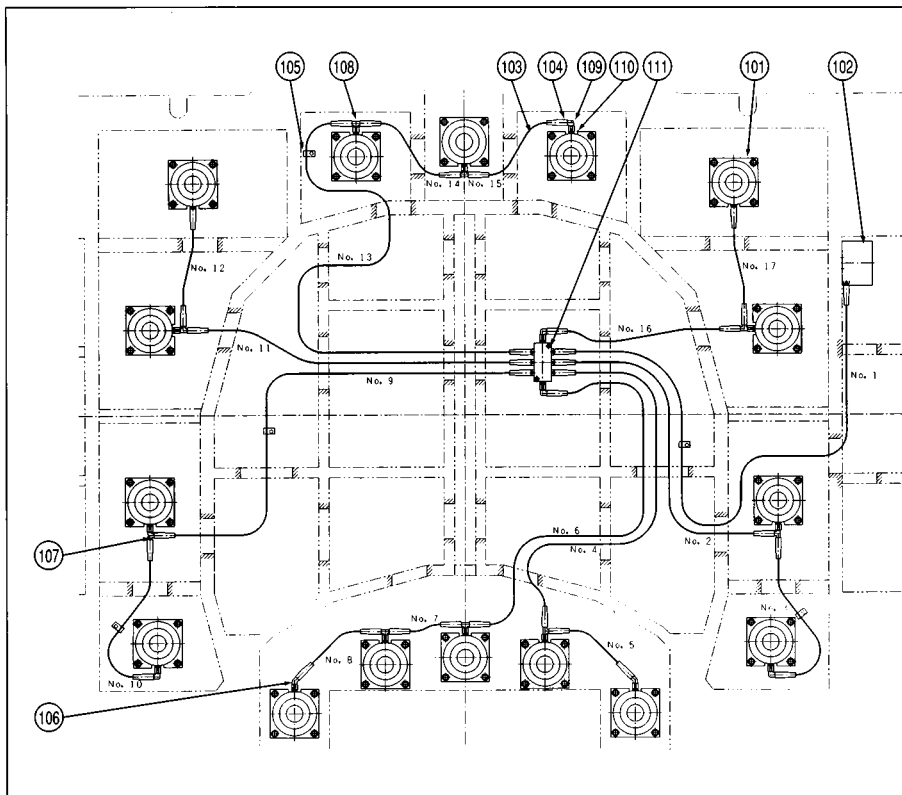 105
108
103
104
109
110
111
101
102
No. 14
No. 15
No. 12
No. 13
No. 17
No. 16
No. 11
No. 1
No. 9
No. 6
No. 4
No. 2
107
No. 7
No. 5
No. 8
No. 10
106